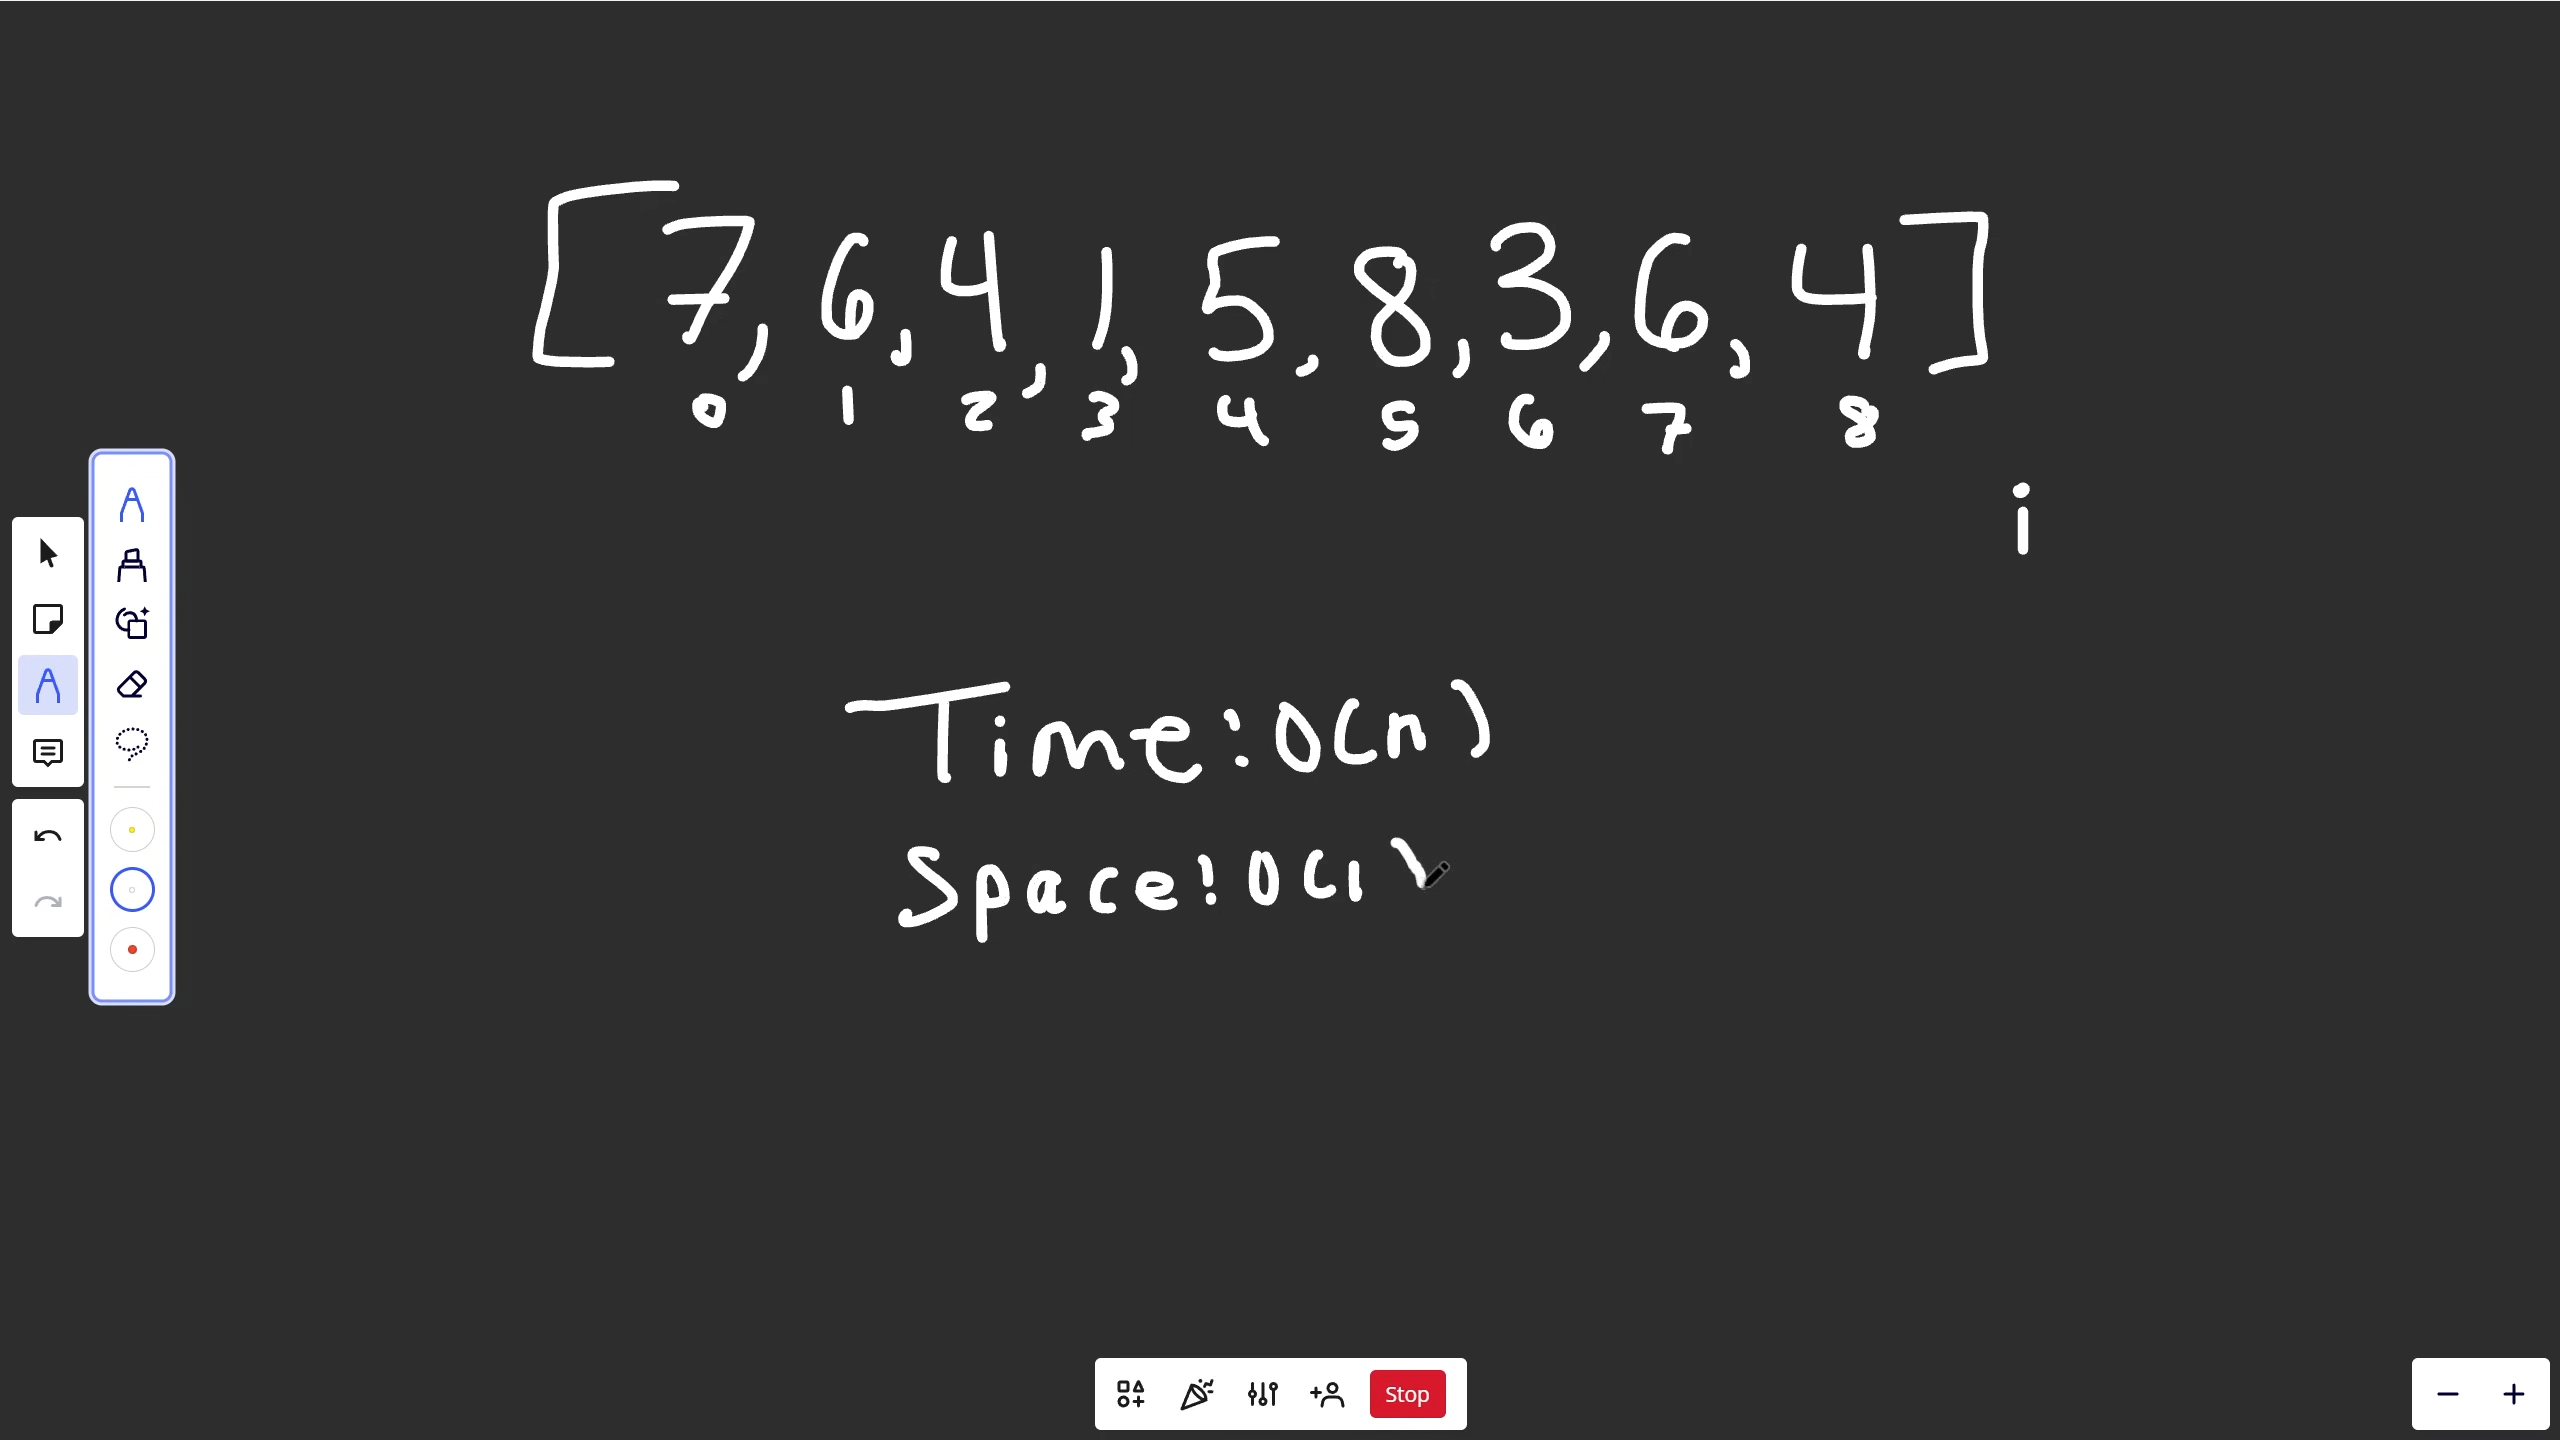 [7, 6, 4, 1, 5, 8, 3, 6, 4]
0 1 2 3 4 5 6 7 8
i
Time: O(n)
Space: O(1)
Stop